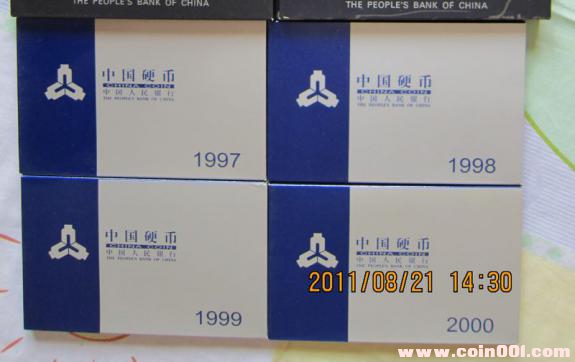 THE PEOPLE'S BANK OF CHINA
THE PEOPLE'S BANK OF CHINA
中国硬币
CHINA COIN
中国人民银行
THE PEOPLE'S BANK OF CHINA
1997
中国硬币
CHINA COIN
中国人民银行
THE PEOPLE'S BANK OF CHINA
1998
中国硬币
CHINA COIN
中国人民银行
THE PEOPLE'S BANK OF CHINA
1999
中国硬币
CHINA COIN
中国人民银行
THE PEOPLE'S BANK OF CHINA
2011/08/21 14:30
2000
www.coin001.com